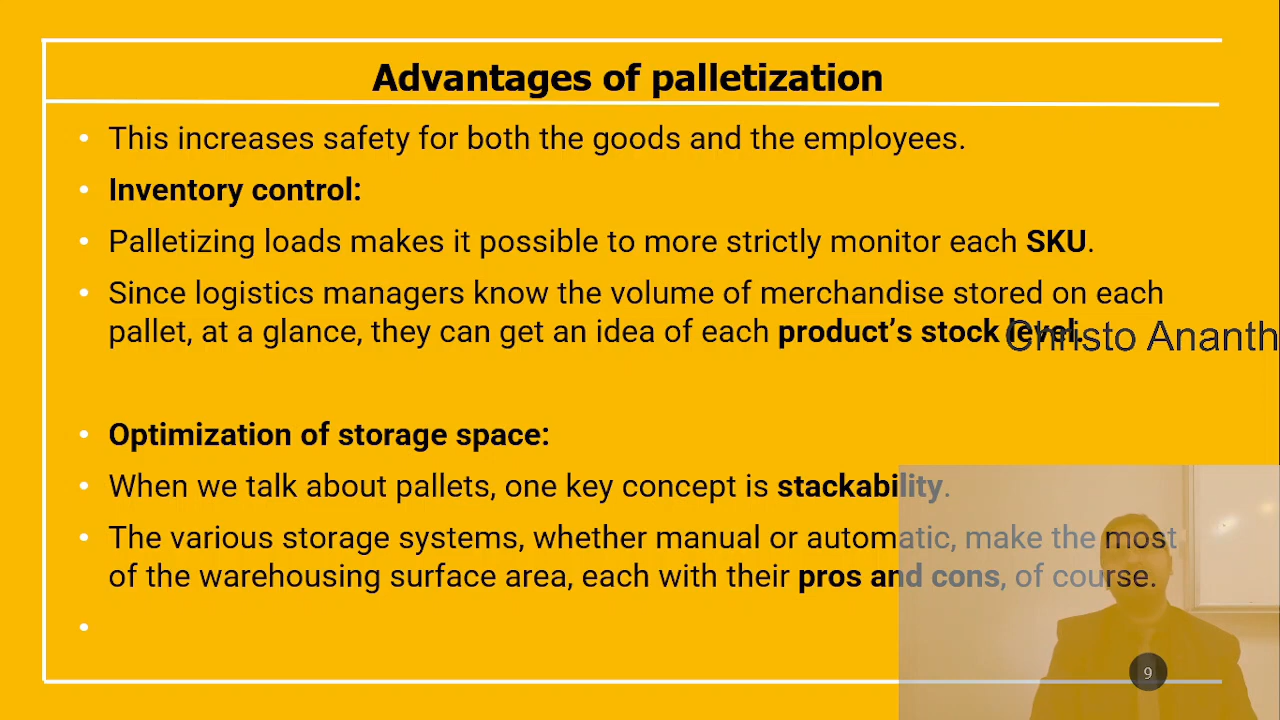 Advantages of palletization
• This increases safety for both the goods and the employees.
• Inventory control:
• Palletizing loads makes it possible to more strictly monitor each SKU.
• Since logistics managers know the volume of merchandise stored on each
pallet, at a glance, they can get an idea of each product’s stock level.
Christo Ananth
• Optimization of storage space:
• When we talk about pallets, one key concept is stackability.
• The various storage systems, whether manual or automatic, make the most
of the warehousing surface area, each with their pros and cons, of course.
•
9